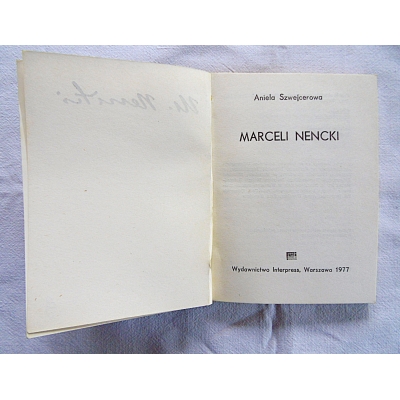 Aniela Szwejcerowa
MARCELI NENCKI
Wydawnictwo Interpress, Warszawa 1977